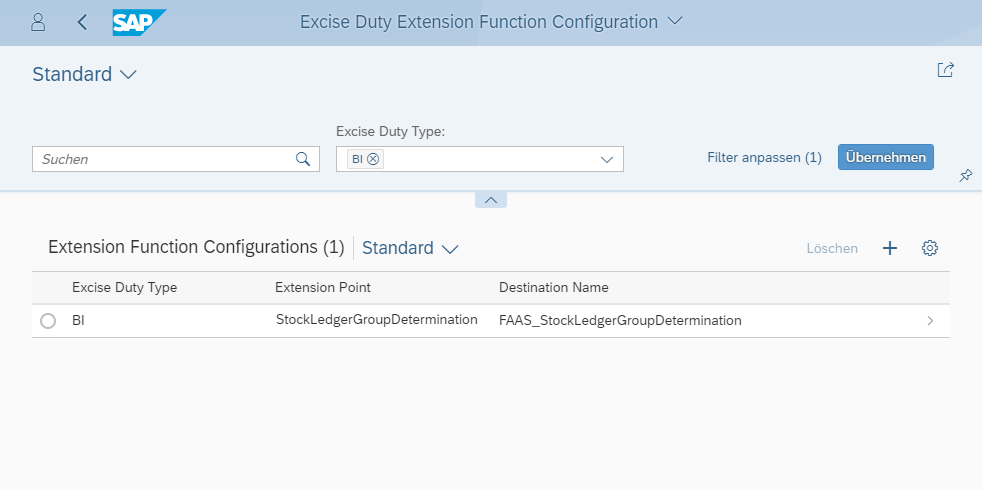 SAP Excise Duty Extension Function Configuration
Standard
Excise Duty Type:
Suchen BI Filter anpassen (1) Übernehmen
Extension Function Configurations (1) Standard Löschen
Excise Duty Type Extension Point Destination Name
BI StockLedgerGroupDetermination FAAS_StockLedgerGroupDetermination